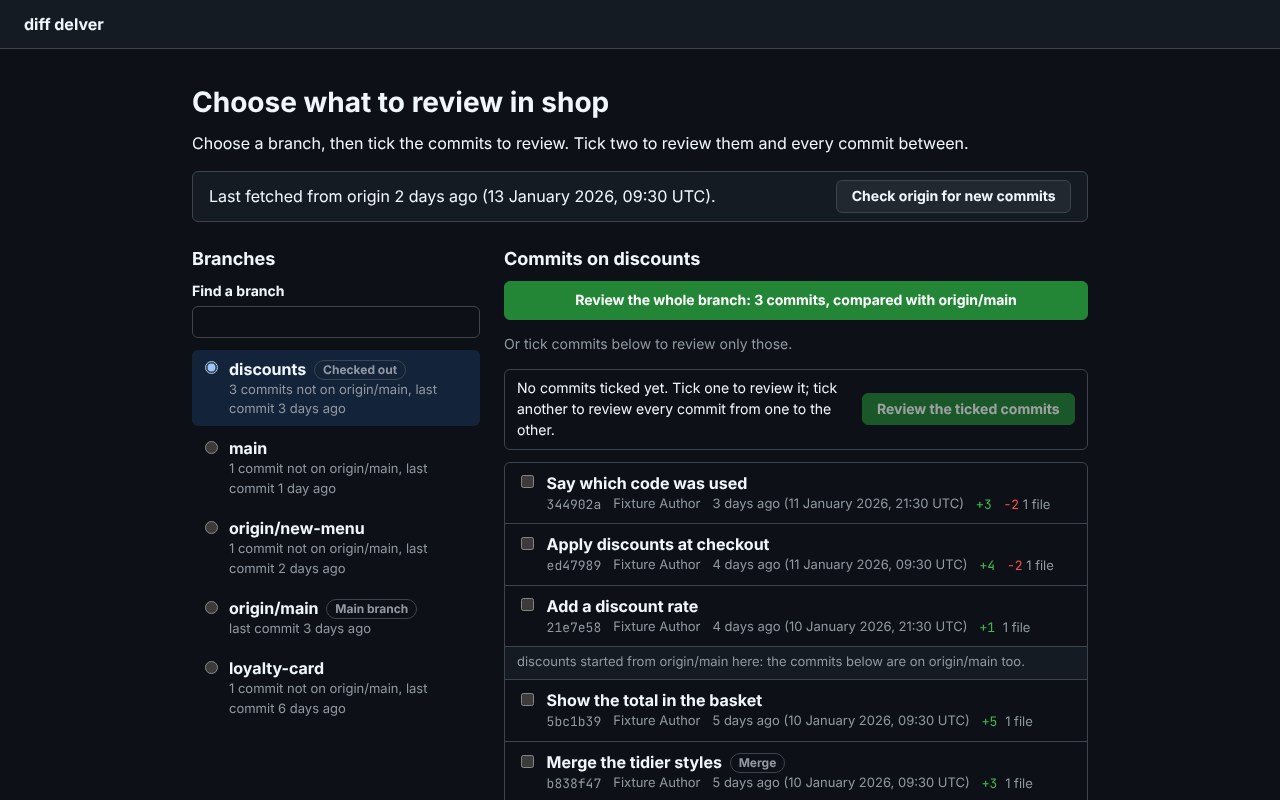 diff delver
Choose what to review in shop
Choose a branch, then tick the commits to review. Tick two to review them and every commit between.
Last fetched from origin 2 days ago (13 January 2026, 09:30 UTC).
Check origin for new commits
Branches
Find a branch
discounts Checked out
3 commits not on origin/main, last
commit 3 days ago
main
1 commit not on origin/main, last
commit 1 day ago
origin/new-menu
1 commit not on origin/main, last
commit 2 days ago
origin/main Main branch
last commit 3 days ago
loyalty-card
1 commit not on origin/main, last
commit 6 days ago
Commits on discounts
Review the whole branch: 3 commits, compared with origin/main
Or tick commits below to review only those.
No commits ticked yet. Tick one to review it; tick
another to review every commit from one to the
other.
Review the ticked commits
Say which code was used
344902a Fixture Author 3 days ago (11 January 2026, 21:30 UTC) +3 -2 1 file
Apply discounts at checkout
ed47989 Fixture Author 4 days ago (11 January 2026, 09:30 UTC) +4 -2 1 file
Add a discount rate
21e7e58 Fixture Author 4 days ago (10 January 2026, 21:30 UTC) +1 1 file
discounts started from origin/main here: the commits below are on origin/main too.
Show the total in the basket
5bc1b39 Fixture Author 5 days ago (10 January 2026, 09:30 UTC) +5 1 file
Merge the tidier styles Merge
b838f47 Fixture Author 5 days ago (10 January 2026, 09:30 UTC) +3 1 file